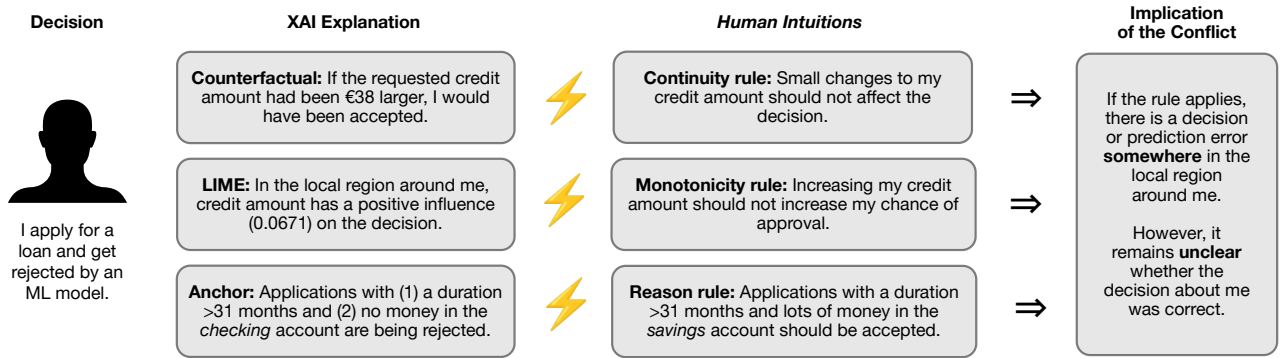 Decision
XAI Explanation
Human Intuitions
Implication
of the Conflict
I apply for a
loan and get
rejected by an
ML model.
Counterfactual: If the requested credit
amount had been €38 larger, I would
have been accepted.
Continuity rule: Small changes to my
credit amount should not affect the
decision.
⇒
LIME: In the local region around me,
credit amount has a positive influence
(0.0671) on the decision.
Monotonicity rule: Increasing my credit
amount should not increase my chance of
approval.
⇒
Anchor: Applications with (1) a duration
>31 months and (2) no money in the
checking account are being rejected.
Reason rule: Applications with a duration
>31 months and lots of money in the
savings account should be accepted.
⇒
If the rule applies,
there is a decision
or prediction error
somewhere in the
local region
around me.
However, it
remains unclear
whether the
decision about me
was correct.